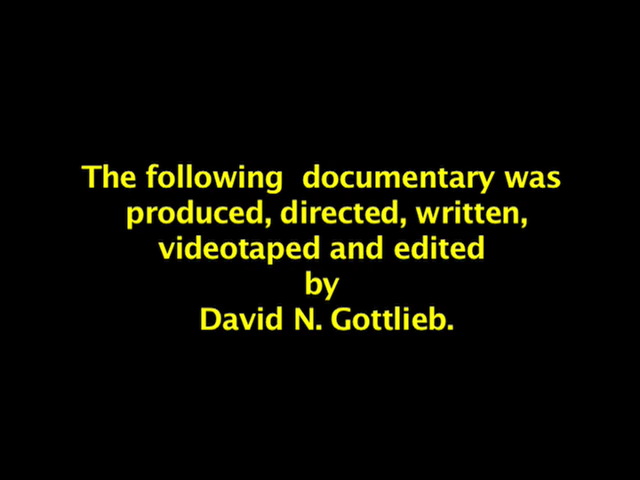 The following  documentary was
produced, directed, written,
videotaped and edited
by
David N. Gottlieb.